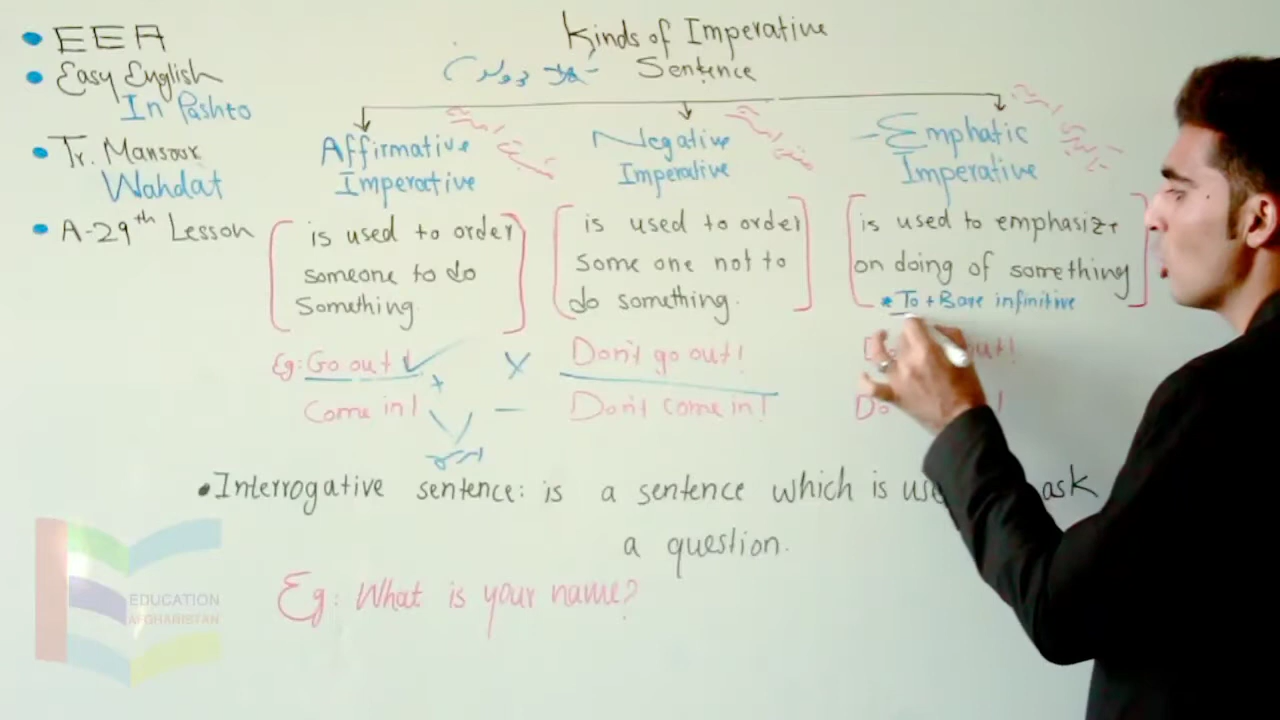 EEA
Easy English
In Pashto
Tr. Mansoor
Wahdat
A-29th Lesson
Kinds of Imperative
Sentence
Affirmative
Imperative
is used to order
someone to do
Something.
Eg: Go out!
+
Come in!
Negative
Imperative
is used to order
some one not to
do something.
X Don't go out!
— Don't come in!
Emphatic
Imperative
is used to emphasize
on doing of something
* To + Bare infinitive
out!
Do
Interrogative sentence: is a sentence which is ask
a question.
Eg: What is your name?
EDUCATION
AFGHANISTAN